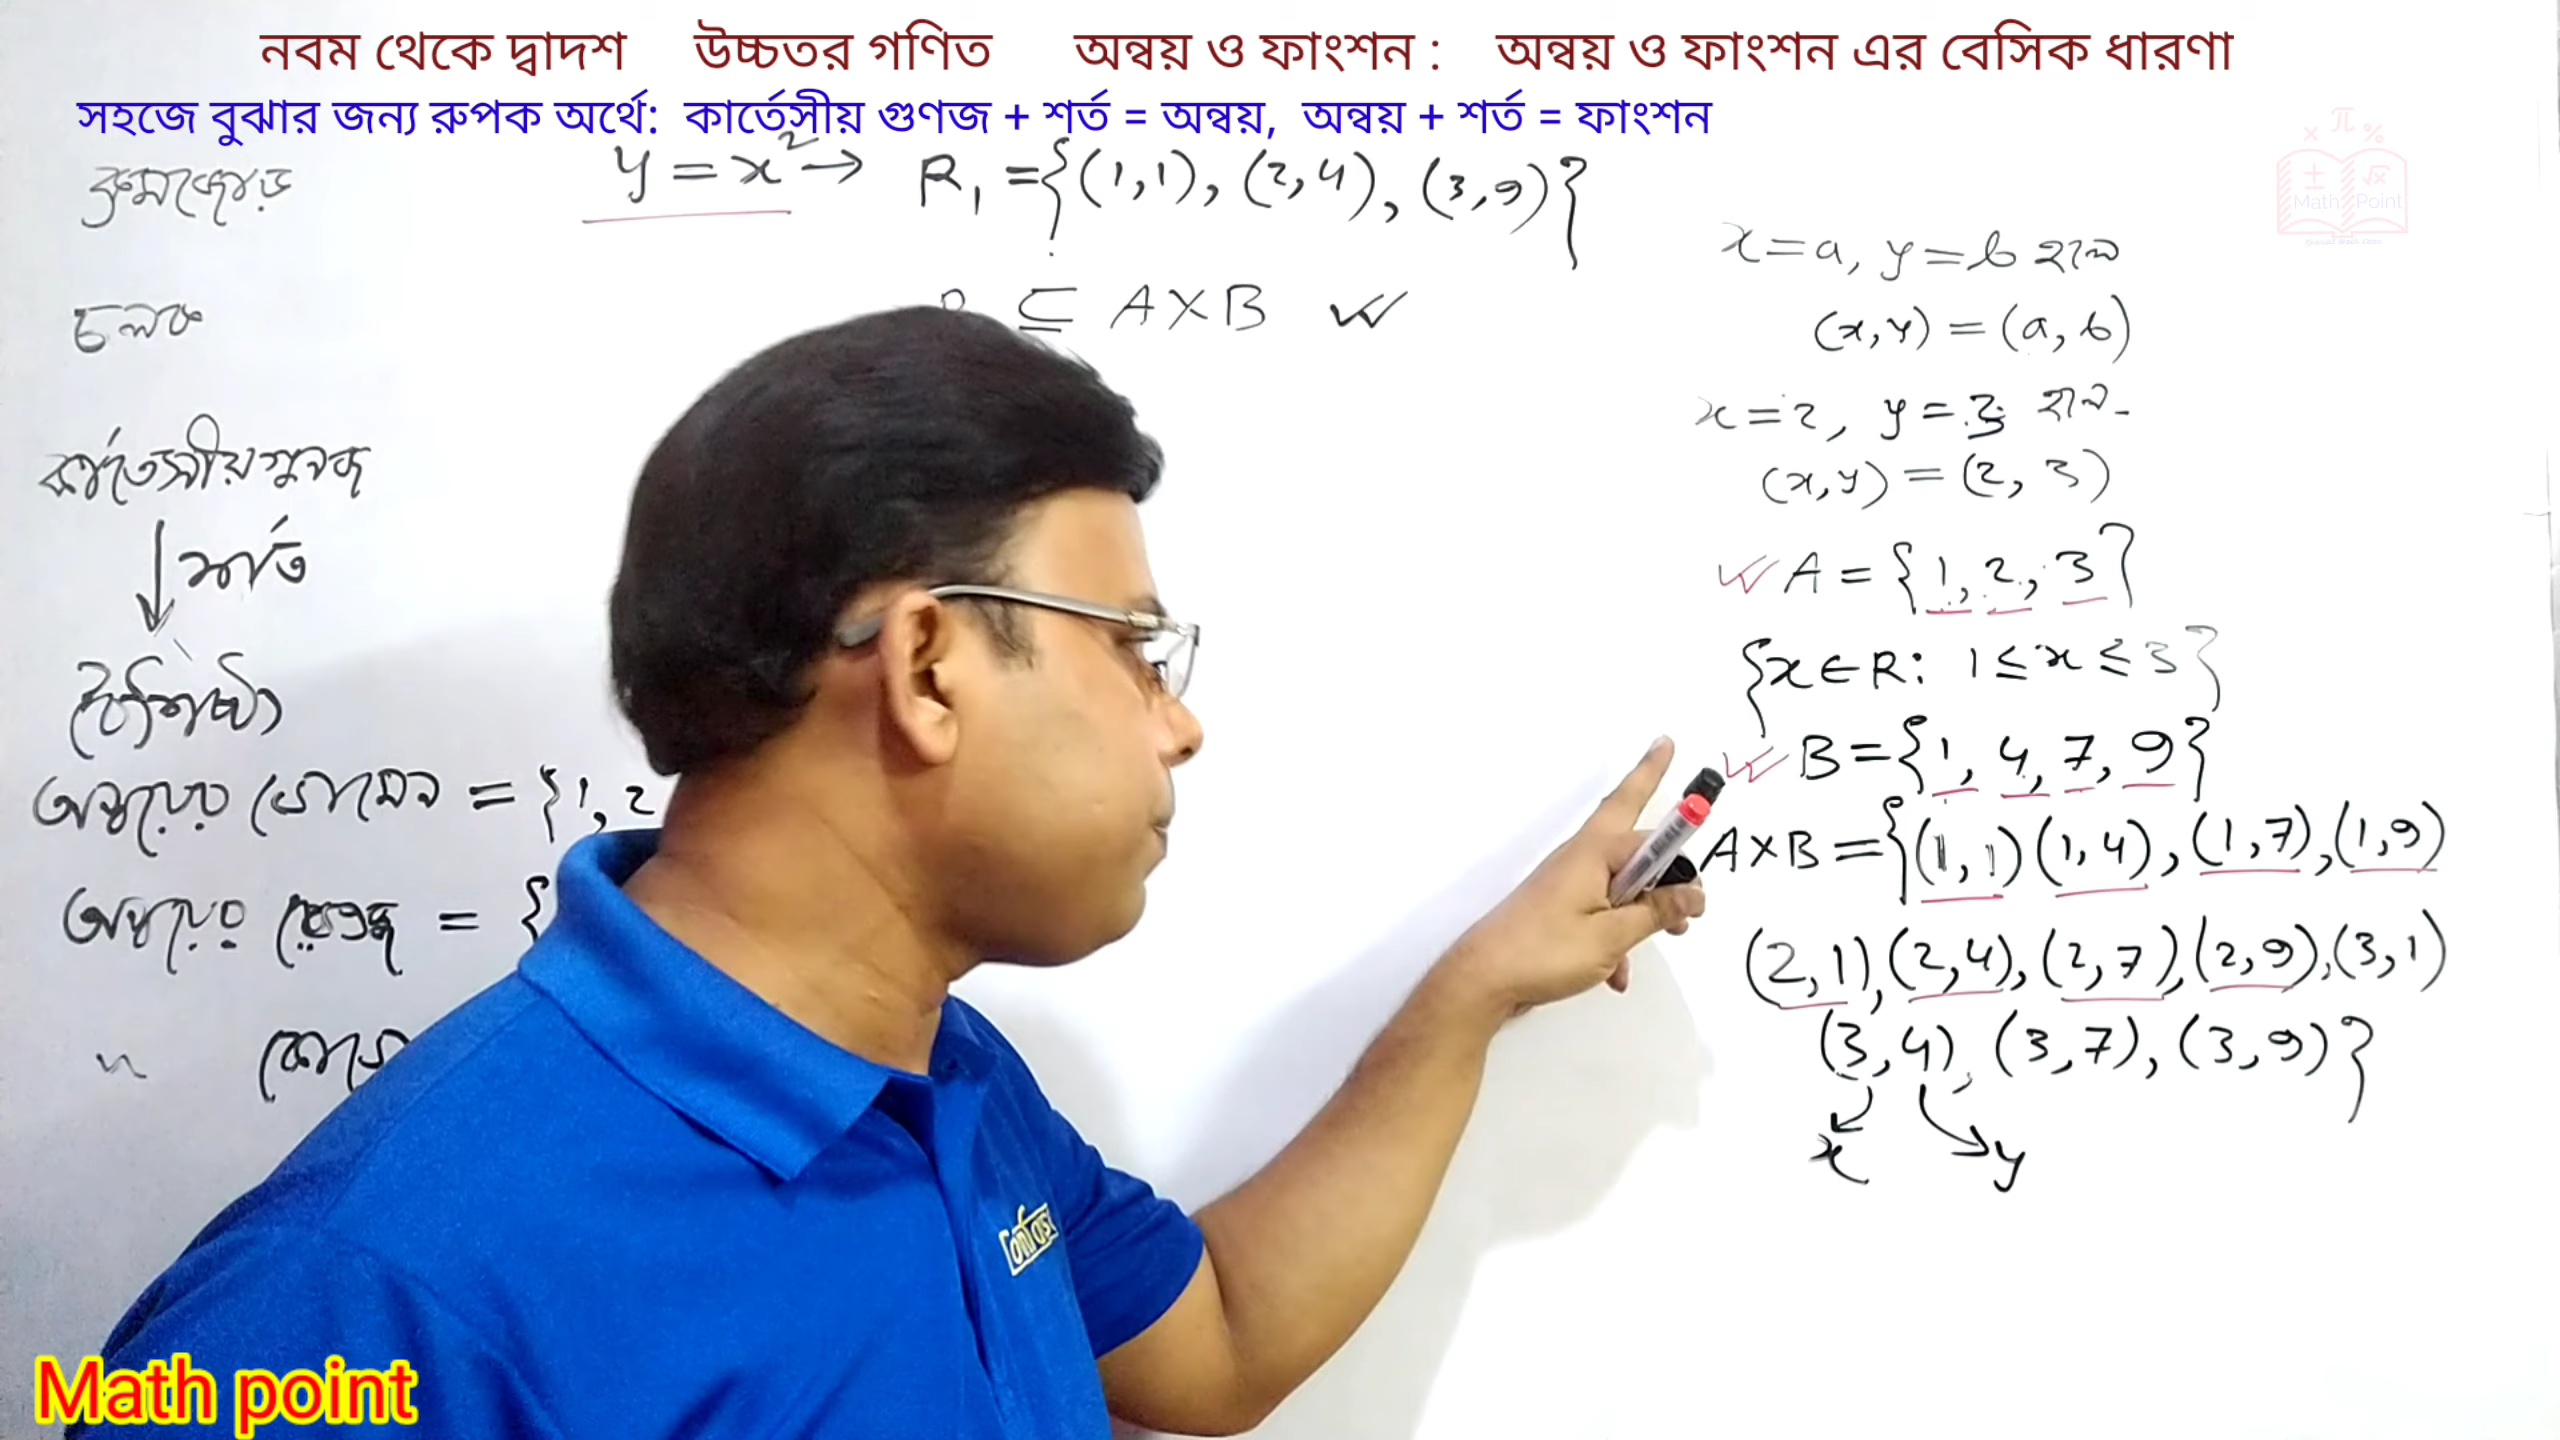 নবম থেকে দ্বাদশ উচ্চতর গণিত অন্বয় ও ফাংশন : অন্বয় ও ফাংশন এর বেসিক ধারণা
সহজে বুঝার জন্য রুপক অর্থে: কার্তেসীয় গুণজ + শর্ত = অন্বয়, অন্বয় + শর্ত = ফাংশন
ক্রমজোড়
চলক
কার্তেসীয় গুনজ
শর্ত
বৈশিষ্ট্য
অন্বয়ের ডোমেন = {1, 2
অন্বয়ের রেঞ্জ = {
y = x² → R₁ = {(1,1), (2,4), (3,9)}
⊆ A×B
x = a, y = b হলে
(x,y) = (a, b)
x = 2, y = 3 হলে
(x,y) = (2, 3)
A = {1, 2, 3}
{x ∈ R: 1 ≤ x ≤ 3}
B = {1, 4, 7, 9}
A×B = {(1,1) (1,4), (1,7), (1,9)
(2,1), (2,4), (2,7), (2,9), (3,1)
(3,4), (3,7), (3,9)}
x y
Math Point
Confast
Math point